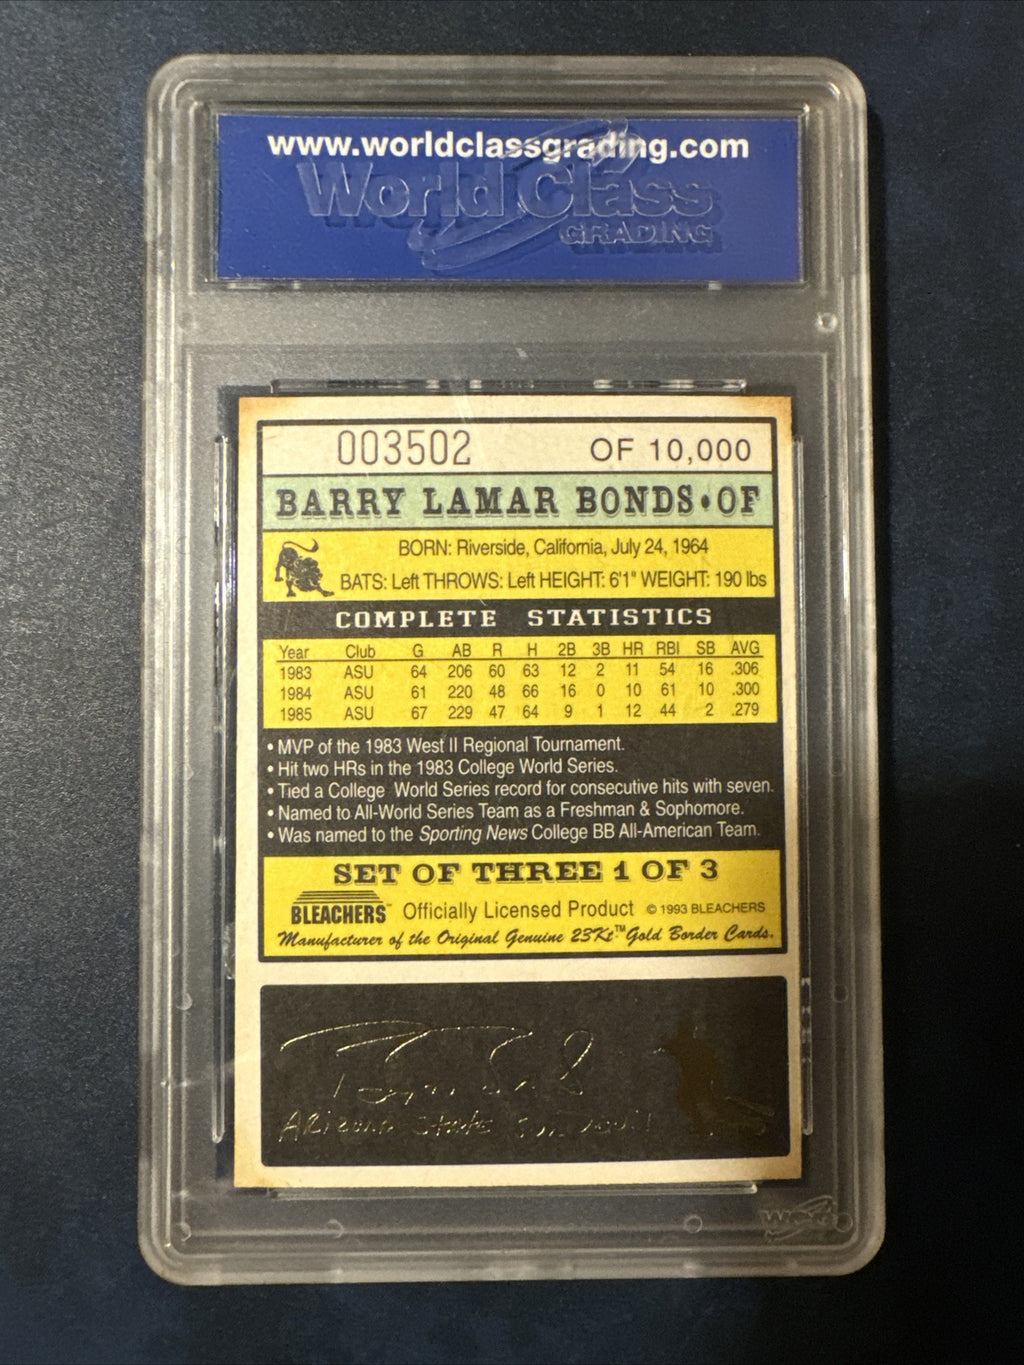 www.worldclassgrading.com
World Class
GRADING
003502 OF 10,000
BARRY LAMAR BONDS • OF
BORN: Riverside, California, July 24, 1964
BATS: Left THROWS: Left HEIGHT: 6'1" WEIGHT: 190 lbs
COMPLETE STATISTICS
Year Club G AB R H 2B 3B HR RBI SB AVG
1983 ASU 64 206 60 63 12 2 11 54 16 .306
1984 ASU 61 220 48 66 16 0 10 61 10 .300
1985 ASU 67 229 47 64 9 1 12 44 2 .279
• MVP of the 1983 West II Regional Tournament.
• Hit two HRs in the 1983 College World Series.
• Tied a College World Series record for consecutive hits with seven.
• Named to All-World Series Team as a Freshman & Sophomore.
• Was named to the Sporting News College BB All-American Team.
SET OF THREE 1 OF 3
BLEACHERS™ Officially Licensed Product © 1993 BLEACHERS
Manufacturer of the Original Genuine 23Kt™ Gold Border Cards.
Arizona State Sun Devil